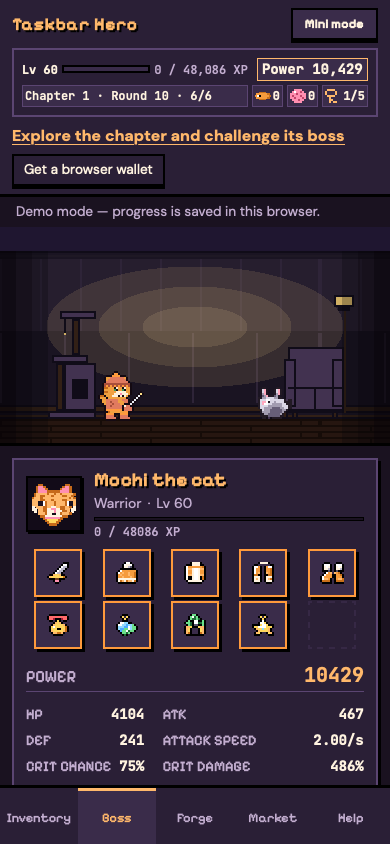 Taskbar Hero
Mini mode
Lv 60
0 / 48,086 XP
Power 10,429
Chapter 1 · Round 10 · 6/6
0
0
1/5
Explore the chapter and challenge its boss
Get a browser wallet
Demo mode — progress is saved in this browser.
Mochi the cat
Warrior · Lv 60
0 / 48086 XP
POWER 10429
HP 4104 ATK 467
DEF 241 ATTACK SPEED 2.00/s
CRIT CHANCE 75% CRIT DAMAGE 486%
Inventory Boss Forge Market Help